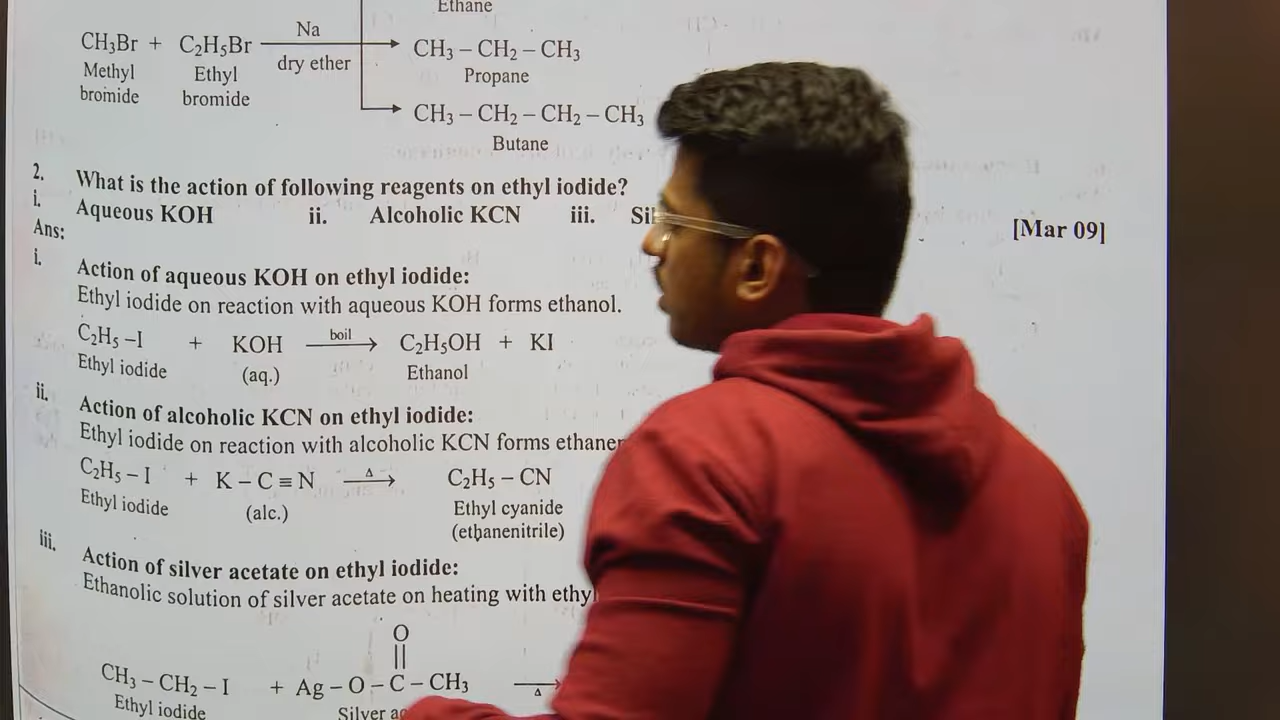 Ethane
CH₃Br + C₂H₅Br Na CH₃ – CH₂ – CH₃
Methyl Ethyl dry ether Propane
bromide bromide
CH₃ – CH₂ – CH₂ – CH₃
Butane
2. What is the action of following reagents on ethyl iodide?
i. Aqueous KOH ii. Alcoholic KCN iii. [Mar 09]
Ans:
i. Action of aqueous KOH on ethyl iodide:
Ethyl iodide on reaction with aqueous KOH forms ethanol.
C₂H₅ –I + KOH boil → C₂H₅OH + KI
Ethyl iodide (aq.) Ethanol
ii. Action of alcoholic KCN on ethyl iodide:
Ethyl iodide on reaction with alcoholic KCN forms
C₂H₅ – I + K – C ≡ N Δ → C₂H₅ – CN
Ethyl iodide (alc.) Ethyl cyanide
(ethanenitrile)
iii. Action of silver acetate on ethyl iodide:
Ethanolic solution of silver acetate on heating with
O
||
CH₃ – CH₂ – I + Ag – O – C – CH₃ Δ →
Ethyl iodide Silver